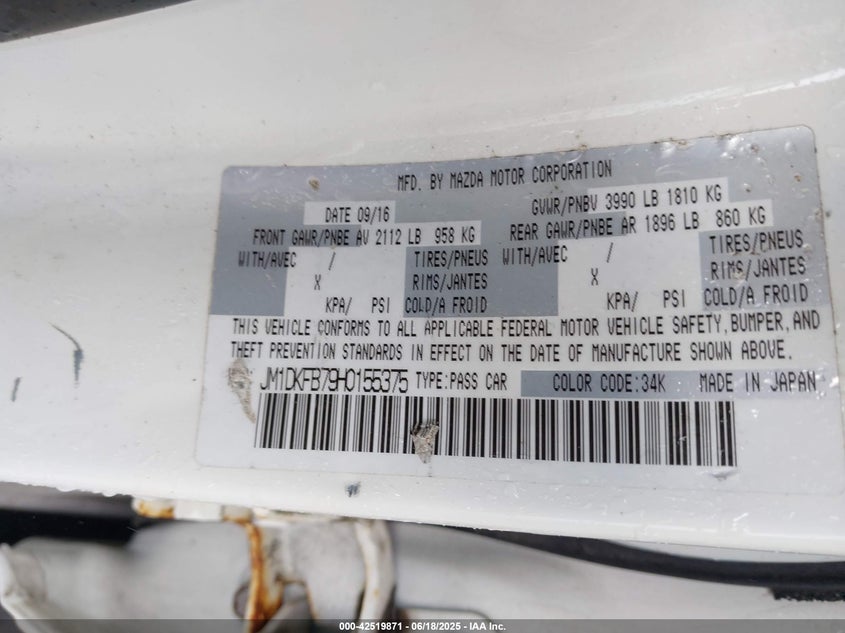 MFD. BY MAZDA MOTOR CORPORATION
DATE 09/16 GVWR/PNBV 3990 LB 1810 KG
FRONT GAWR/PNBE AV 2112 LB 958 KG REAR GAWR/PNBE AR 1896 LB 860 KG
WITH/AVEC / TIRES/PNEUS WITH/AVEC / TIRES/PNEUS
X RIMS/JANTES X RIMS/JANTES
KPA/ PSI COLD/A FROID KPA/ PSI COLD/A FROID
THIS VEHICLE CONFORMS TO ALL APPLICABLE FEDERAL MOTOR VEHICLE SAFETY, BUMPER, AND
THEFT PREVENTION STANDARDS IN EFFECT ON THE DATE OF MANUFACTURE SHOWN ABOVE.
JM1DKFB79H0155375 TYPE:PASS CAR COLOR CODE:34K MADE IN JAPAN
000-42519871 - 06/18/2025 - IAA Inc.